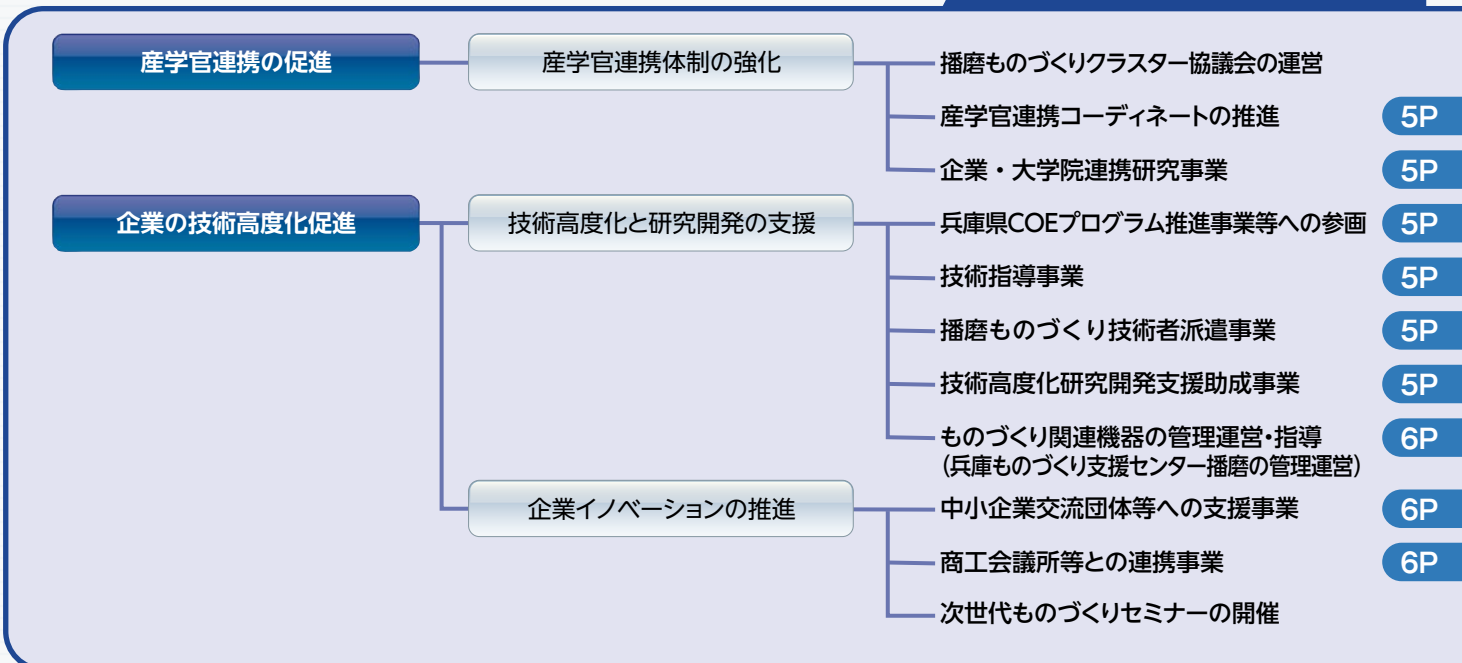 産学官連携の促進
産学官連携体制の強化
播磨ものづくりクラスター協議会の運営
産学官連携コーディネートの推進 5P
企業・大学院連携研究事業 5P
企業の技術高度化促進
技術高度化と研究開発の支援
兵庫県COEプログラム推進事業等への参画 5P
技術指導事業 5P
播磨ものづくり技術者派遣事業 5P
技術高度化研究開発支援助成事業 5P
ものづくり関連機器の管理運営・指導 6P
(兵庫ものづくり支援センター播磨の管理運営)
企業イノベーションの推進
中小企業交流団体等への支援事業 6P
商工会議所等との連携事業 6P
次世代ものづくりセミナーの開催